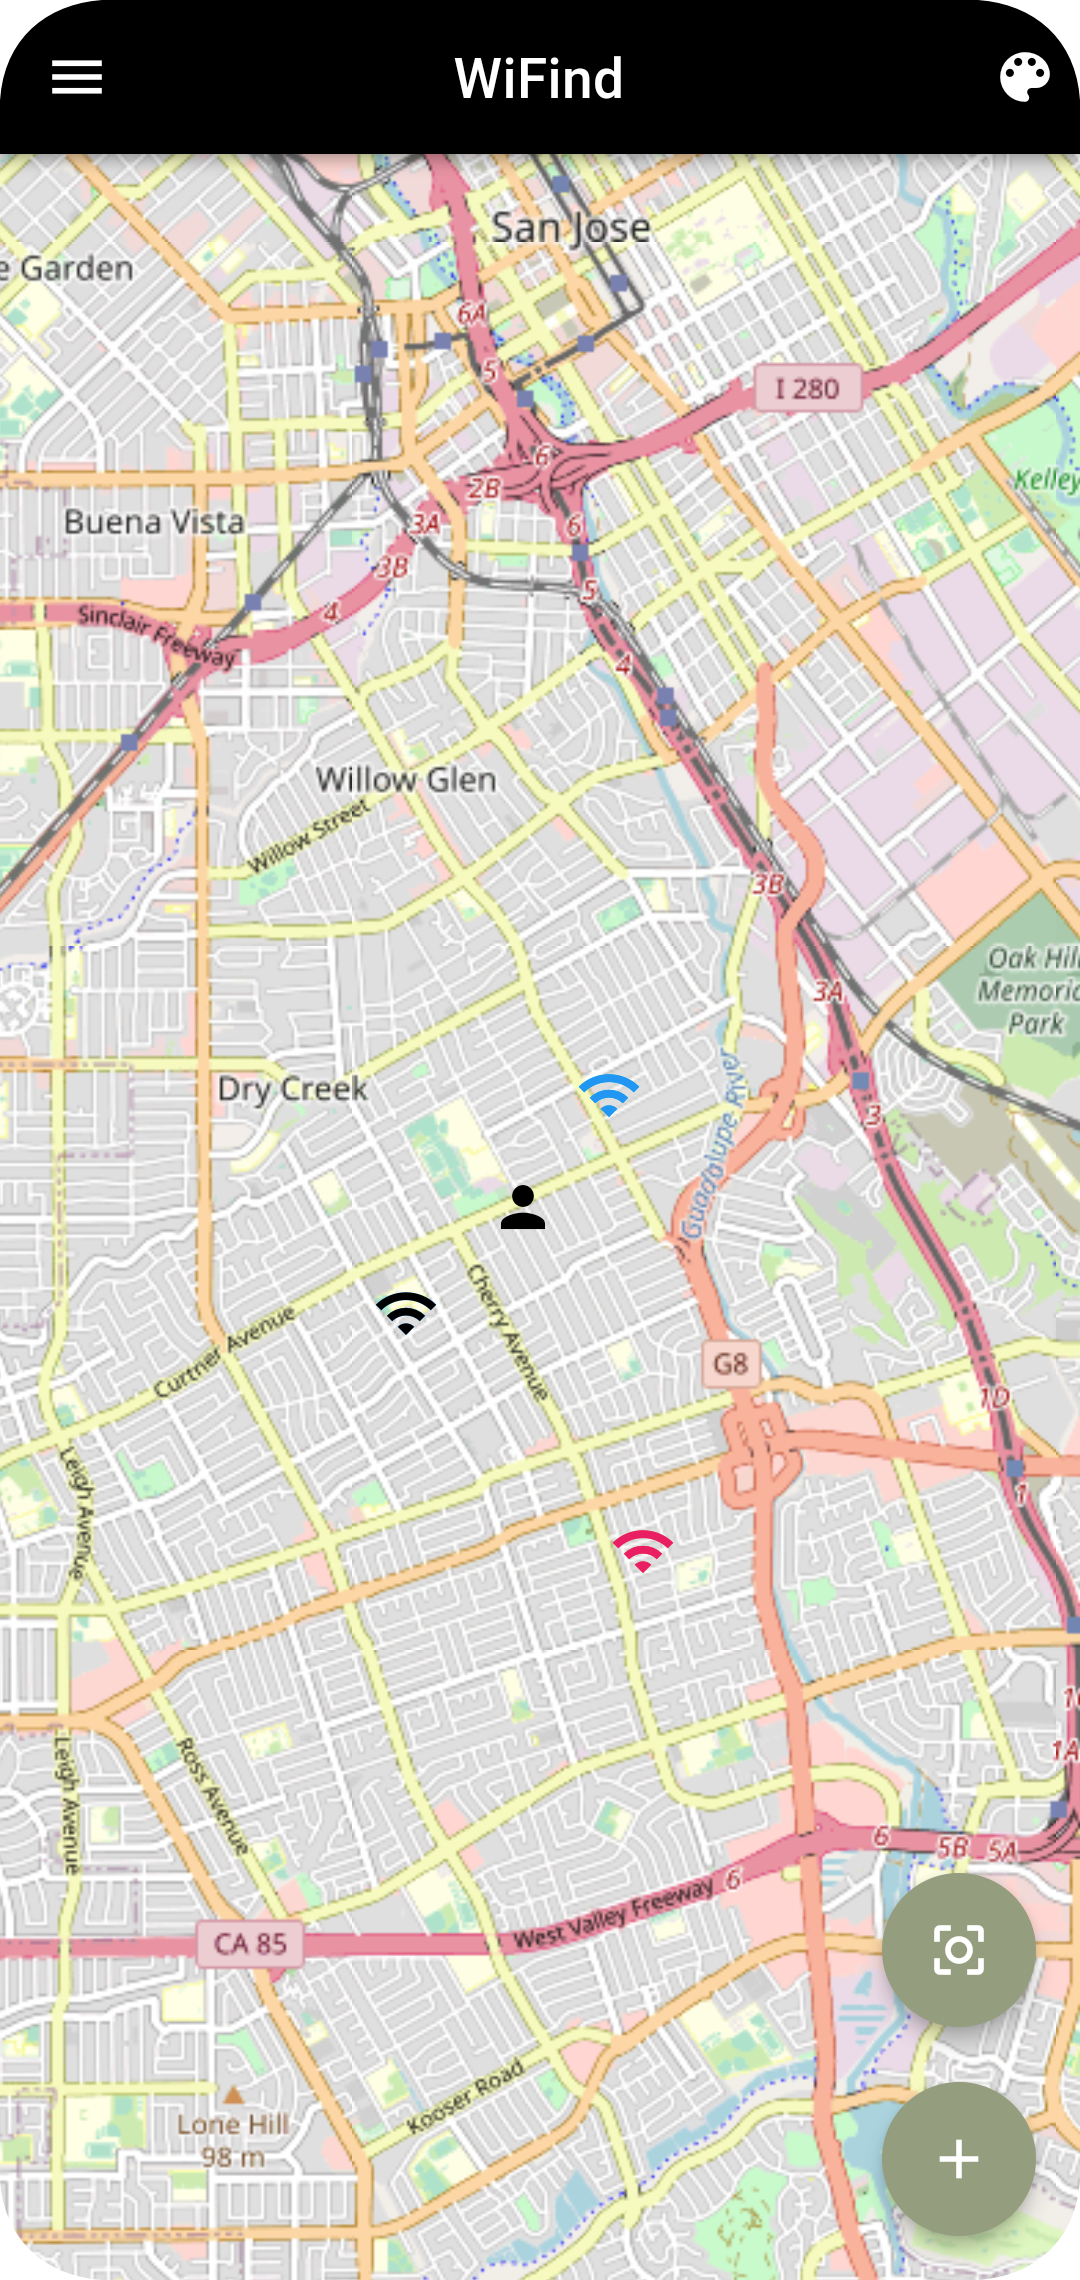 WiFind
San Jose
e Garden
6A
5
I 280
6
2B
Kelley
3A
Buena Vista
6
3B
5
4
Sinclair Freeway
4
Willow Glen
Willow Street
3B
Oak Hill
Memoria
Park
3A
Dry Creek
3
Guadalupe River
Cherry Avenue
Curtner Avenue
G8
1D
Leigh Avenue
1
1A
Ross Avenue
Leigh Avenue
6
5B
5A
6
West Valley Freeway
CA 85
Kooser Road
Lone Hill
98 m